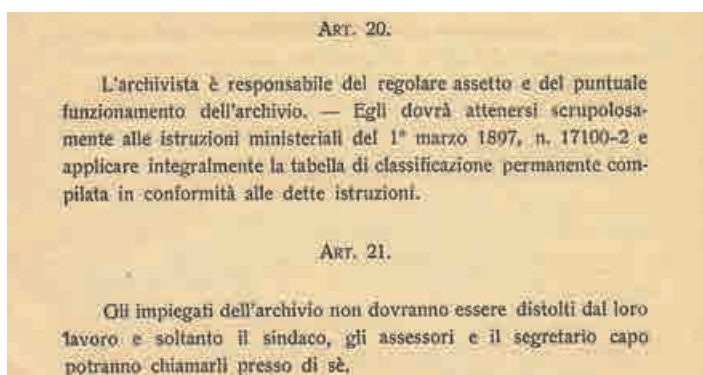 ART. 20.
L'archivista è responsabile del regolare assetto e del puntuale
funzionamento dell'archivio. — Egli dovrà attenersi scrupolosa-
mente alle istruzioni ministeriali del 1° marzo 1897, n. 17100-2 e
applicare integralmente la tabella di classificazione permanente com-
pilata in conformità alle dette istruzioni.
ART. 21.
Gli impiegati dell'archivio non dovranno essere distolti dal loro
lavoro e soltanto il sindaco, gli assessori e il segretario capo
potranno chiamarli presso di sè.